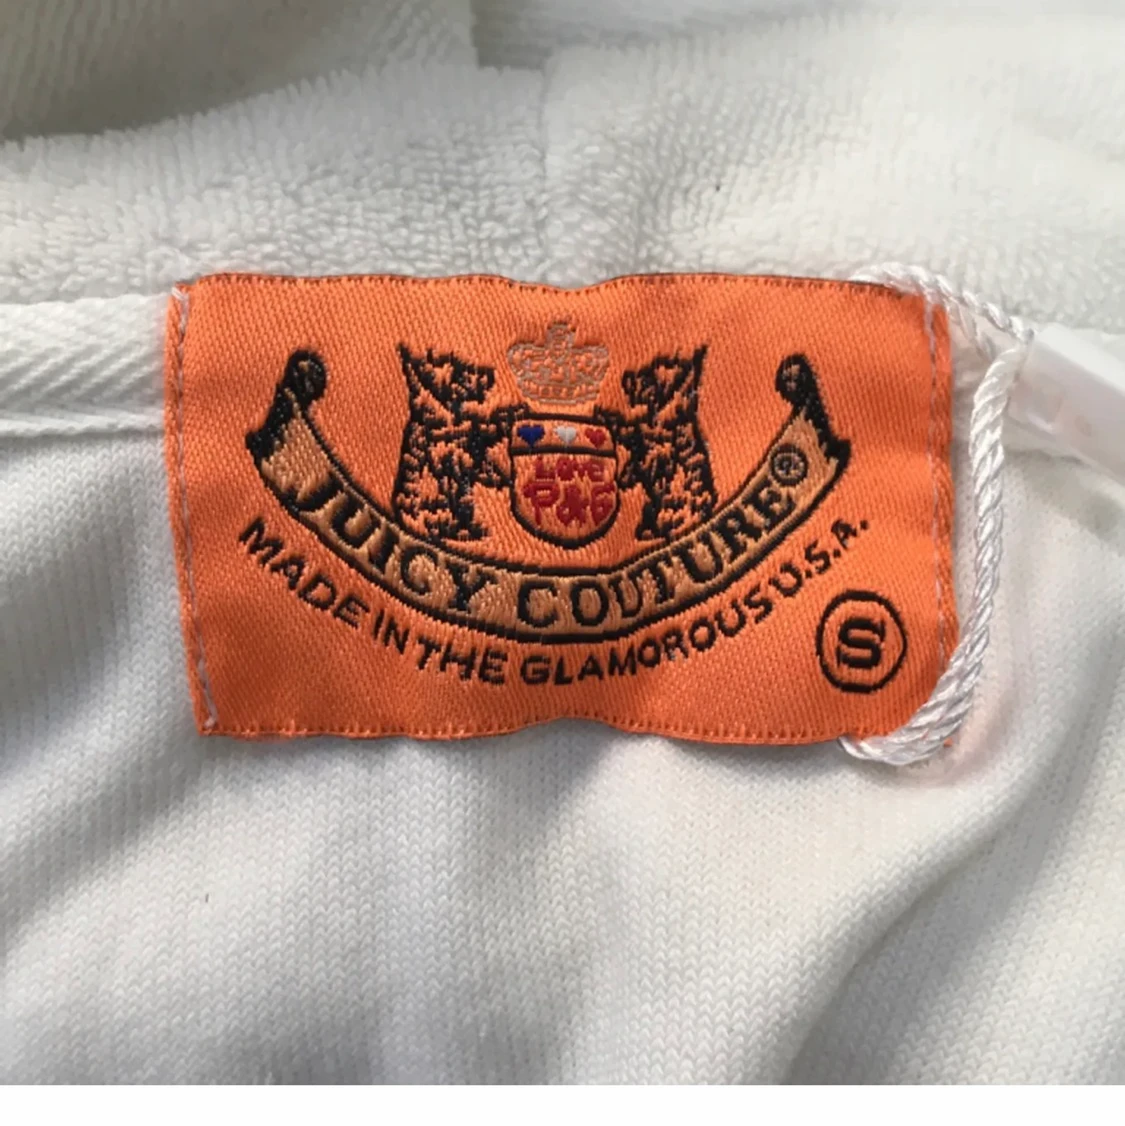 Love
P&G
JUICY COUTURE®
MADE IN THE GLAMOROUS U.S.A.
S